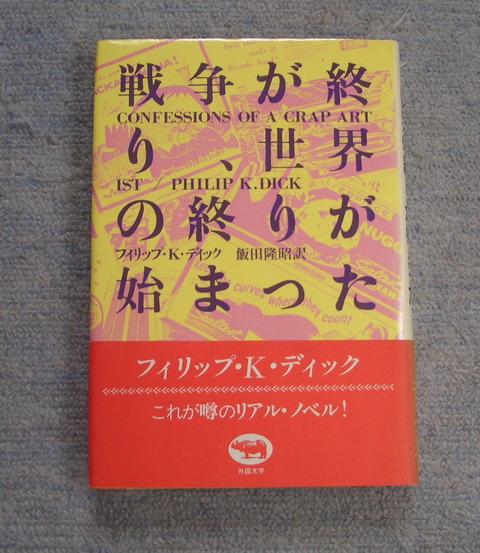 戦争が終
CONFESSIONS OF A CRAP ART
り、世界
IST / PHILIP K. DICK
の終りが
フィリップ・K・ディック 飯田隆昭訳
始まった
フィリップ・K・ディック
これが噂のリアル・ノベル！
外国文学